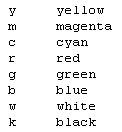 y yellow
m magenta
c cyan
r red
g green
b blue
w white
k black